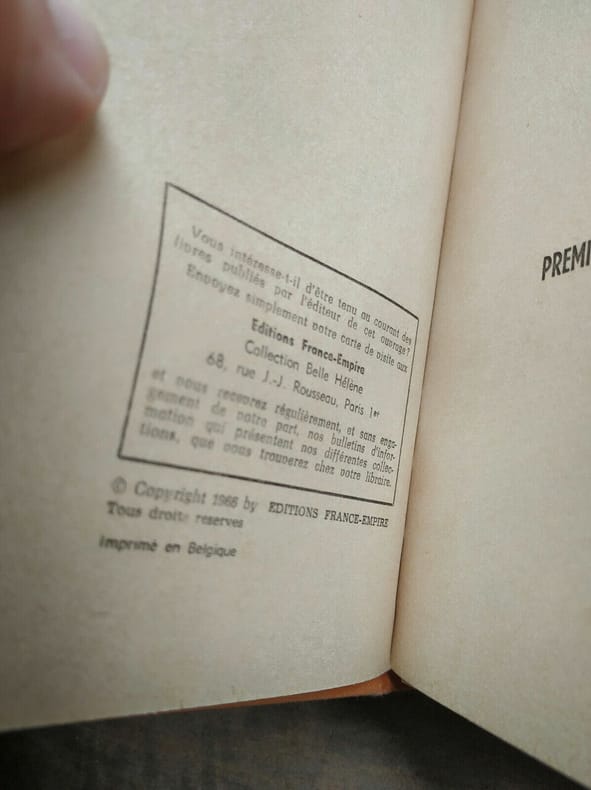 Vous intéresse-t-il d'être tenu au courant des
livres publiés par l'éditeur de cet ouvrage?
Envoyez simplement votre carte de visite aux
Editions France-Empire
Collection Belle Hélène
68, rue J.-J. Rousseau, Paris 1er
et vous recevrez régulièrement, et sans enga-
gement de notre part, nos bulletins d'infor-
mation qui présentent nos différentes collec-
tions, que vous trouverez chez votre libraire.
© Copyright 1966 by EDITIONS FRANCE-EMPIRE
Tous droits reserves
Imprimé en Belgique
PREMI